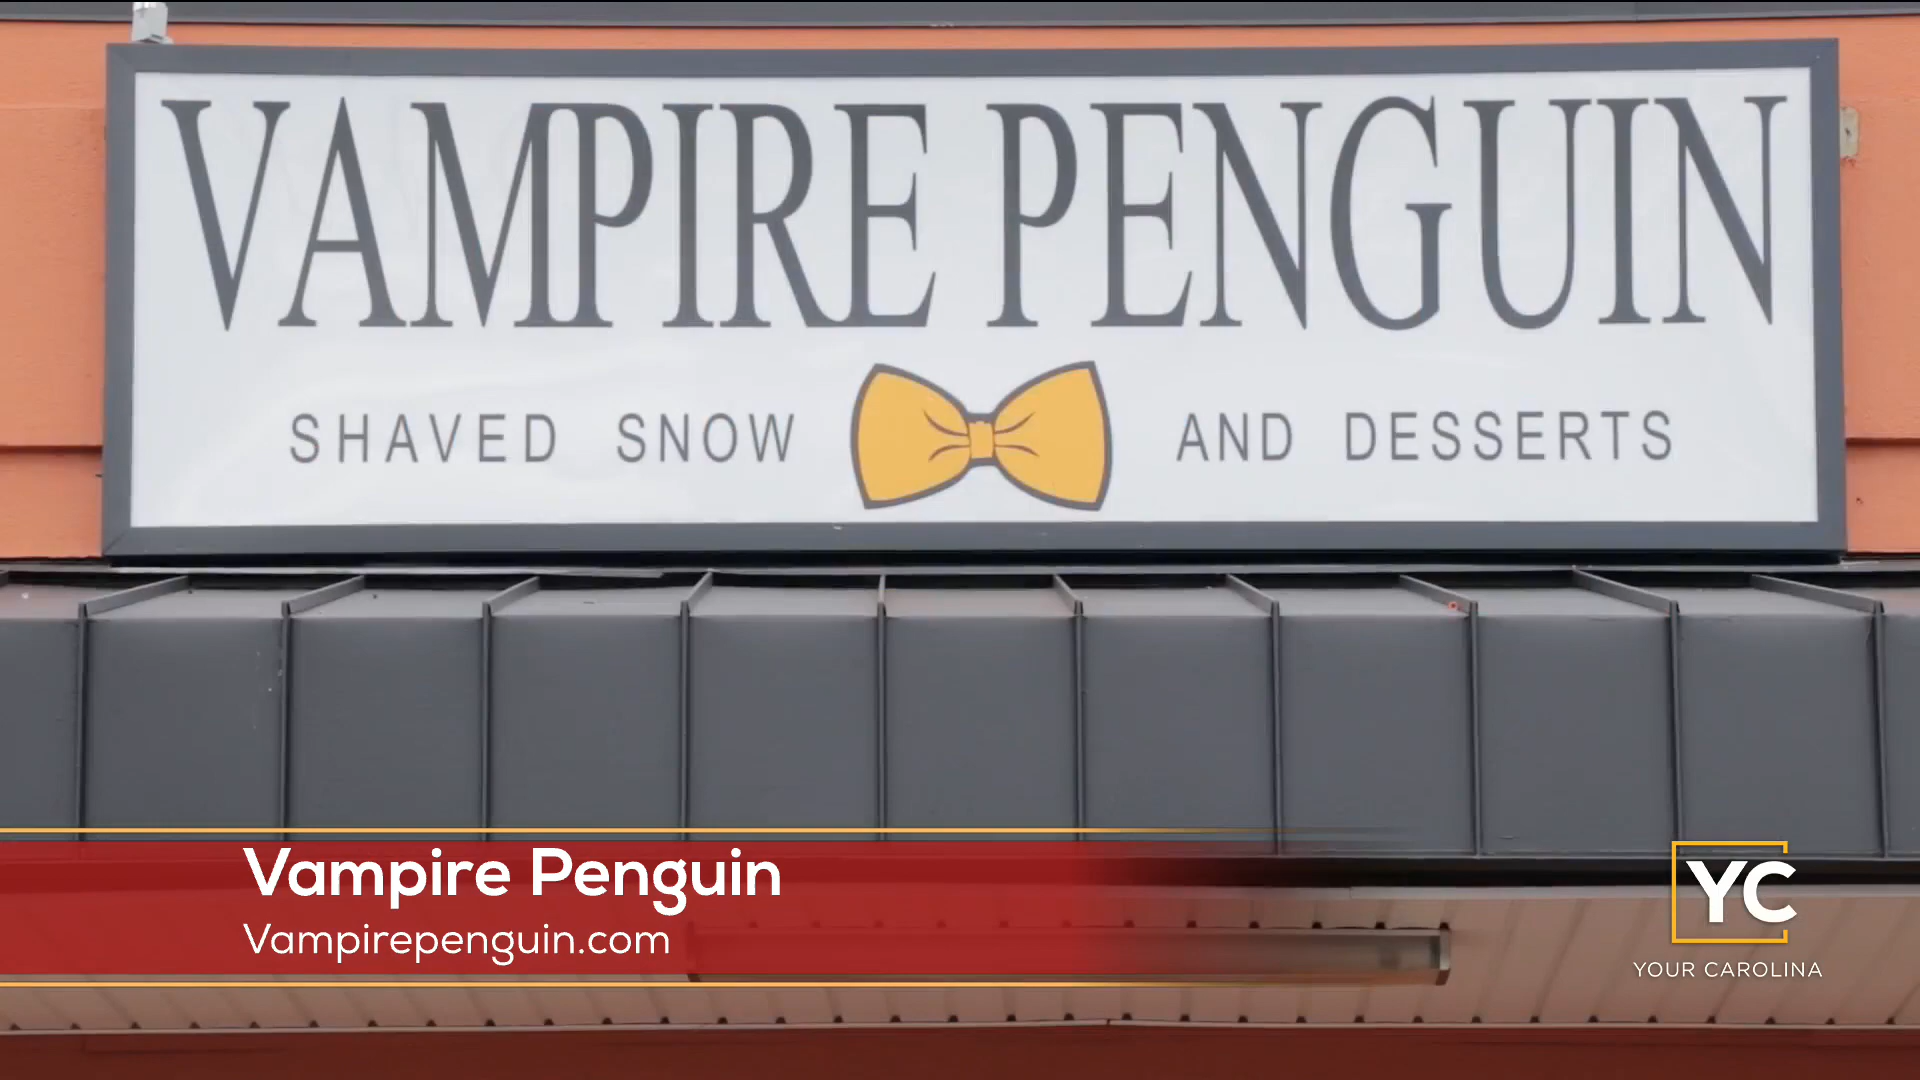 VAMPIRE PENGUIN
SHAVED SNOW AND DESSERTS
Vampire Penguin
Vampirepenguin.com
YC
YOUR CAROLINA